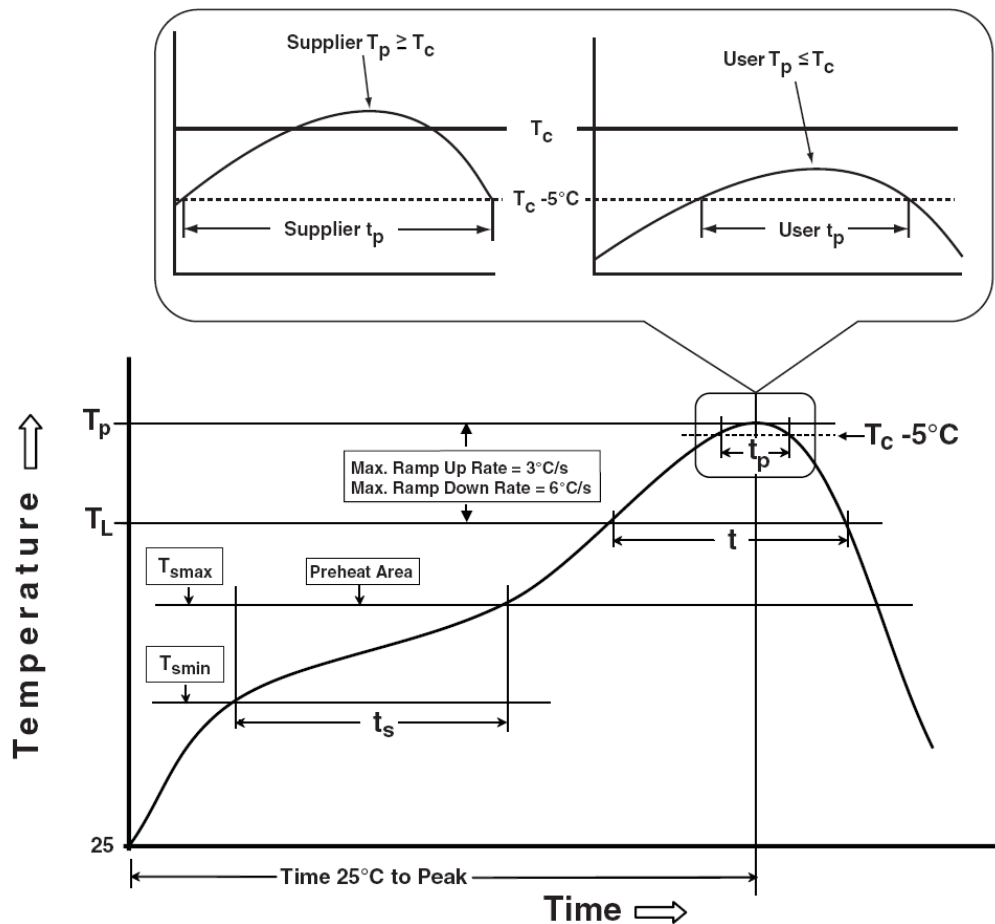 Supplier Tp ≥ Tc
User Tp ≤ Tc
Tc
Tc -5°C
Supplier tp
User tp
Tp
Tc -5°C
tp
Max. Ramp Up Rate = 3°C/s
Max. Ramp Down Rate = 6°C/s
TL
t
Tsmax
Preheat Area
Tsmin
ts
Temperature
25
Time 25°C to Peak
Time